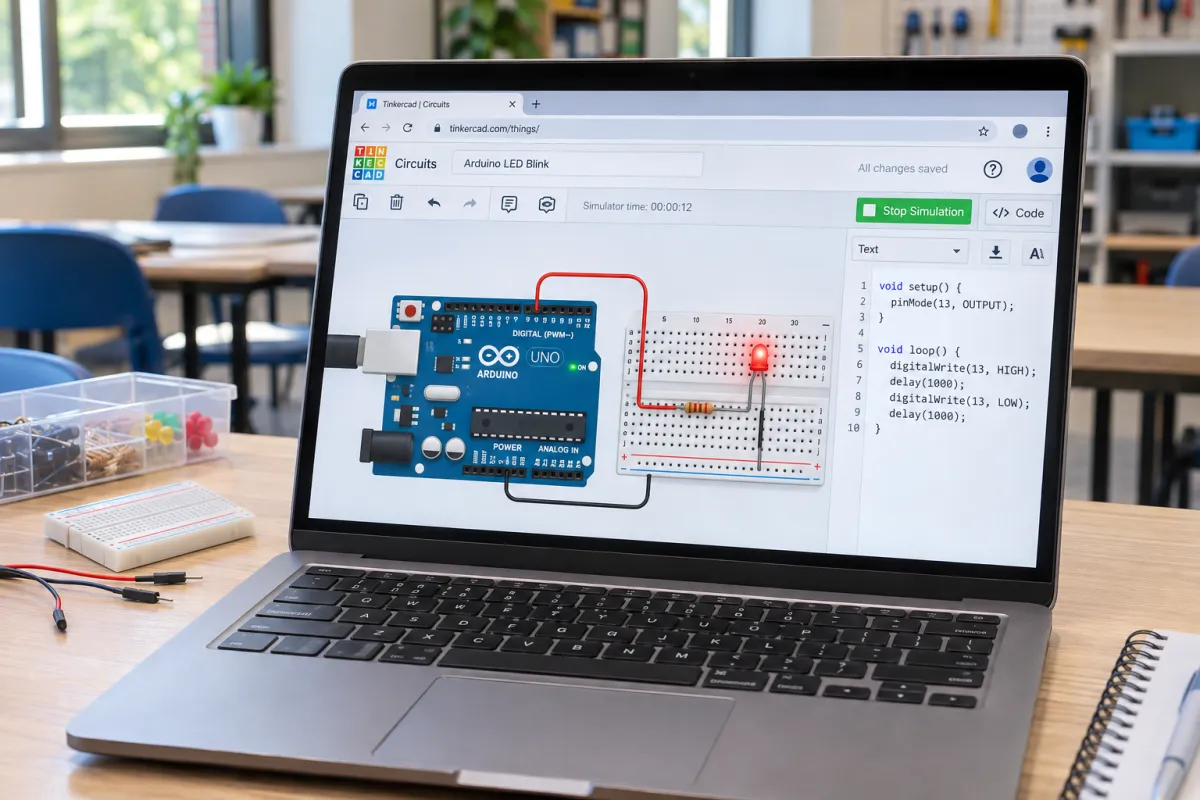 Tinkercad | Circuits
tinkercad.com/things/
TIN
KEC
CAD
Circuits
Arduino LED Blink
All changes saved
Simulator time: 00:00:12
Stop Simulation
</> Code
Text
A
DIGITAL (PWM~)
UNO
ARDUINO
ON
POWER
ANALOG IN
5 10 15 20 30
1 void setup() {
2 pinMode(13, OUTPUT);
3 }
4
5 void loop() {
6 digitalWrite(13, HIGH);
7 delay(1000);
8 digitalWrite(13, LOW);
9 delay(1000);
10 }